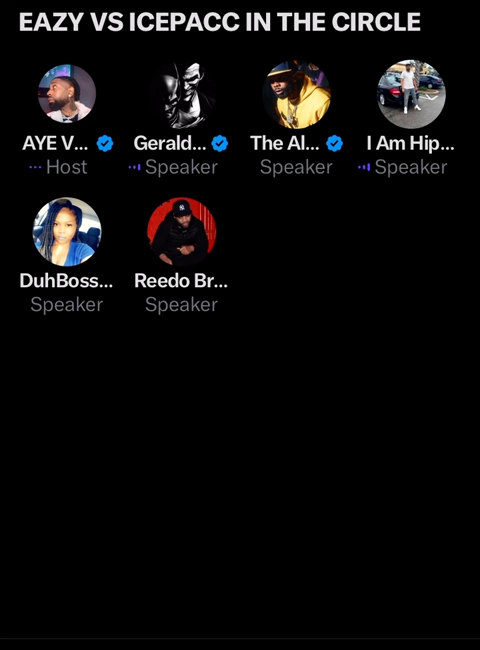 EAZY VS ICEPACC IN THE CIRCLE
AYE V... Gerald... The Al... I Am Hip...
Host Speaker Speaker Speaker
DuhBoss... Reedo Br...
Speaker Speaker